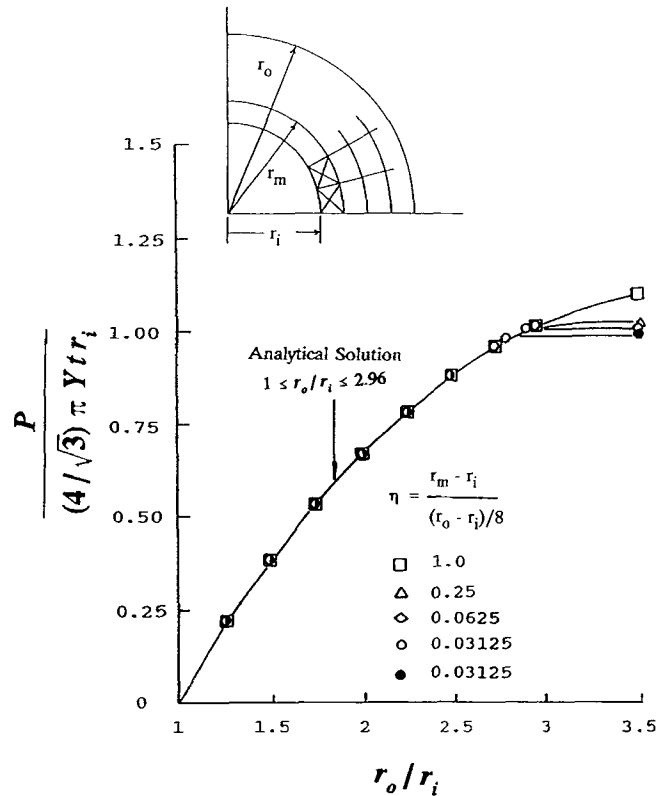 r_o
r_m
r_i
1.5
1.25
1.00
0.75
0.50
0.25
0
P
(4/√3) π Y t r_i
Analytical Solution
1 ≤ r_o/r_i ≤ 2.96
η = r_m - r_i
(r_o - r_i)/8
1.0
0.25
0.0625
0.03125
0.03125
1 1.5 2 2.5 3 3.5
r_o/r_i